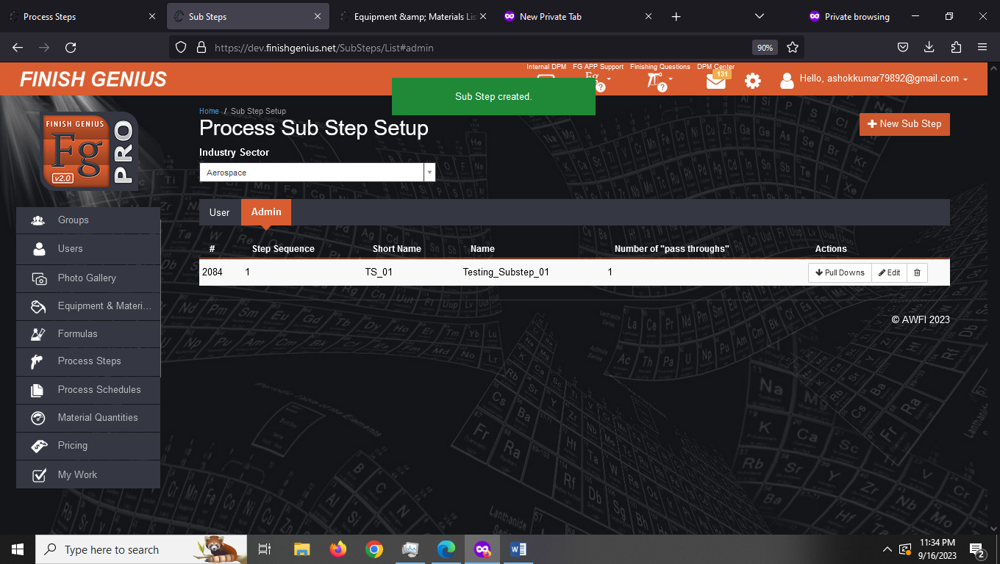 Process Steps
Sub Steps
Equipment &amp; Materials Lis
New Private Tab
Private browsing
https://dev.finishgenius.net/SubSteps/List#admin
90%
FINISH GENIUS
Internal DPM
FG APP Support
Finishing Questions
DPM Center
131
Hello, ashokkumar79892@gmail.com
Sub Step created.
FINISH GENIUS
Fg
v2.0
PRO
Home / Sub Step Setup
Process Sub Step Setup
New Sub Step
Industry Sector
Aerospace
User
Admin
# Step Sequence Short Name Name Number of "pass throughs" Actions
2084 1 TS_01 Testing_Substep_01 1 Pull Downs Edit
© AWFI 2023
Groups
Users
Photo Gallery
Equipment & Materi...
Formulas
Process Steps
Process Schedules
Material Quantities
Pricing
My Work
Type here to search
11:34 PM
9/16/2023
2